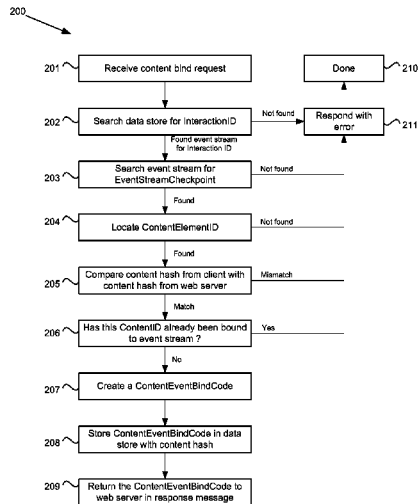 200
201
Receive content bind request
Done
210
202
Search data store for InteractionID
Not found
Respond with
error
211
Found event stream
for Interaction ID
203
Search event stream for
EventStreamCheckpoint
Not found
Found
204
Locate ContentElementID
Not found
Found
205
Compare content hash from client with
content hash from web server
Mismatch
Match
206
Has this ContentID already been bound
to event stream ?
Yes
No
207
Create a ContentEventBindCode
208
Store ContentEventBindCode in data
store with content hash
209
Return the ContentEventBindCode to
web server in response message